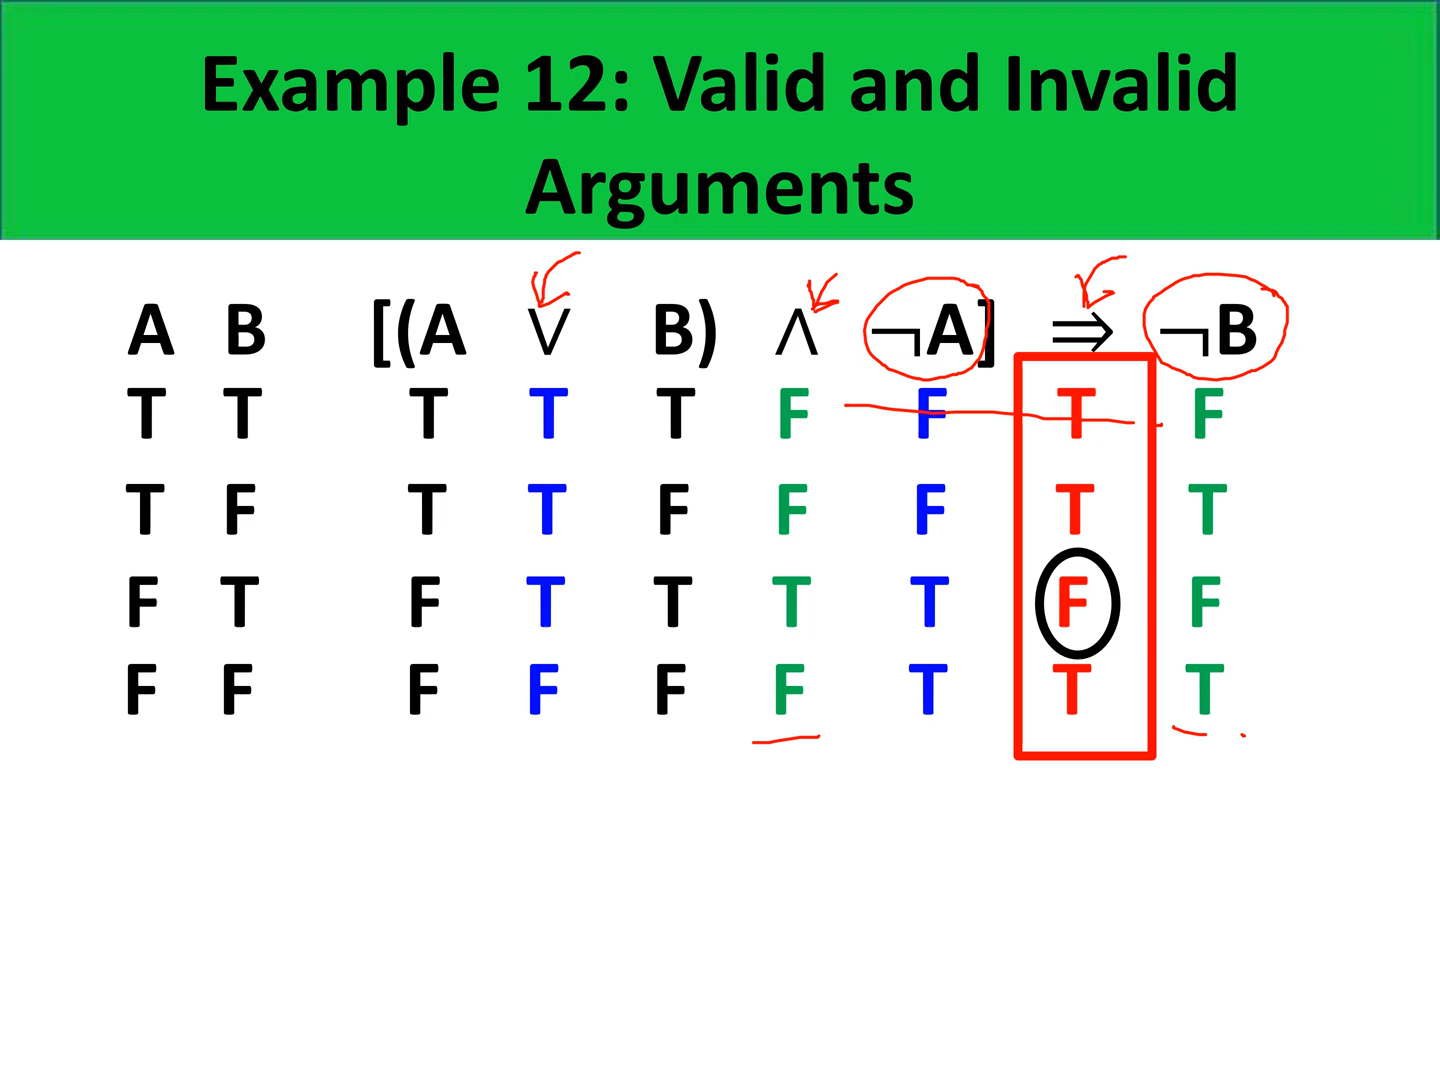 Example 12: Valid and Invalid
Arguments
A B [(A ∨ B) ∧ ¬A] ⇒ ¬B
T T T T T F F T F
T F T T F F F T T
F T F T T T T F F
F F F F F F T T T